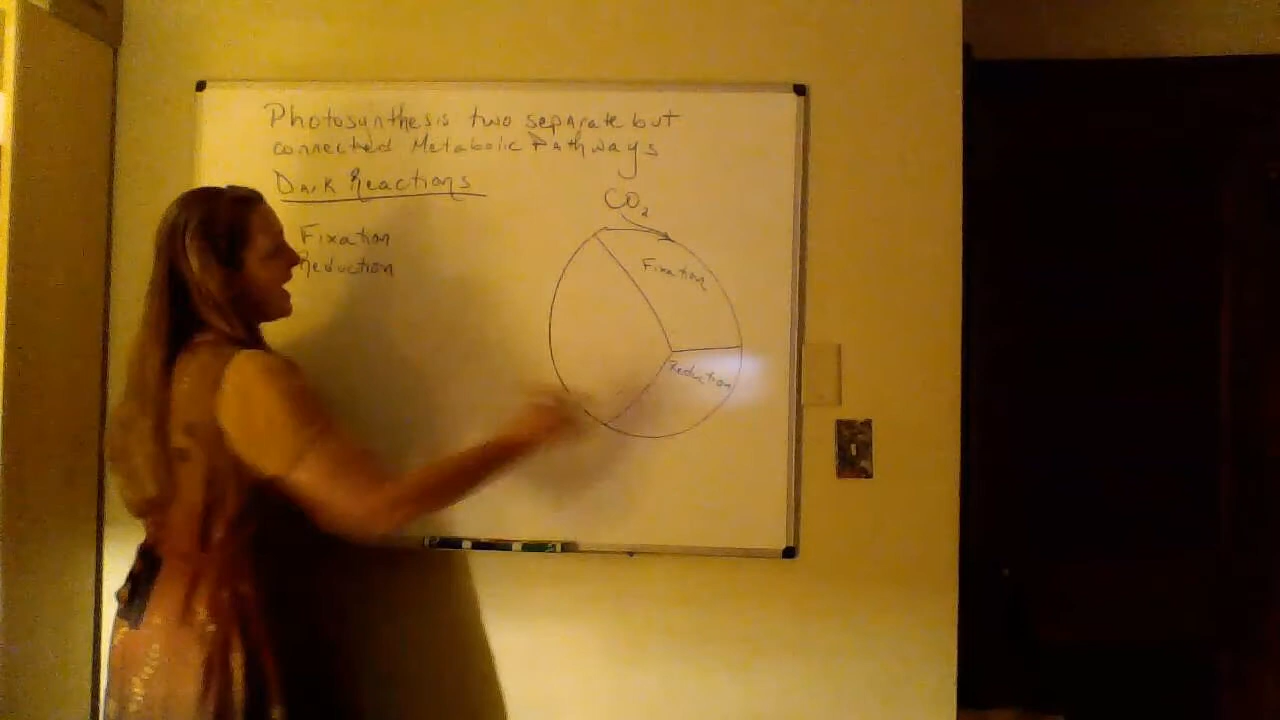 Photosynthesis two separate but
connected Metabolic Pathways
Dark Reactions
Fixation
Reduction
CO₂
Fixation
Reduction